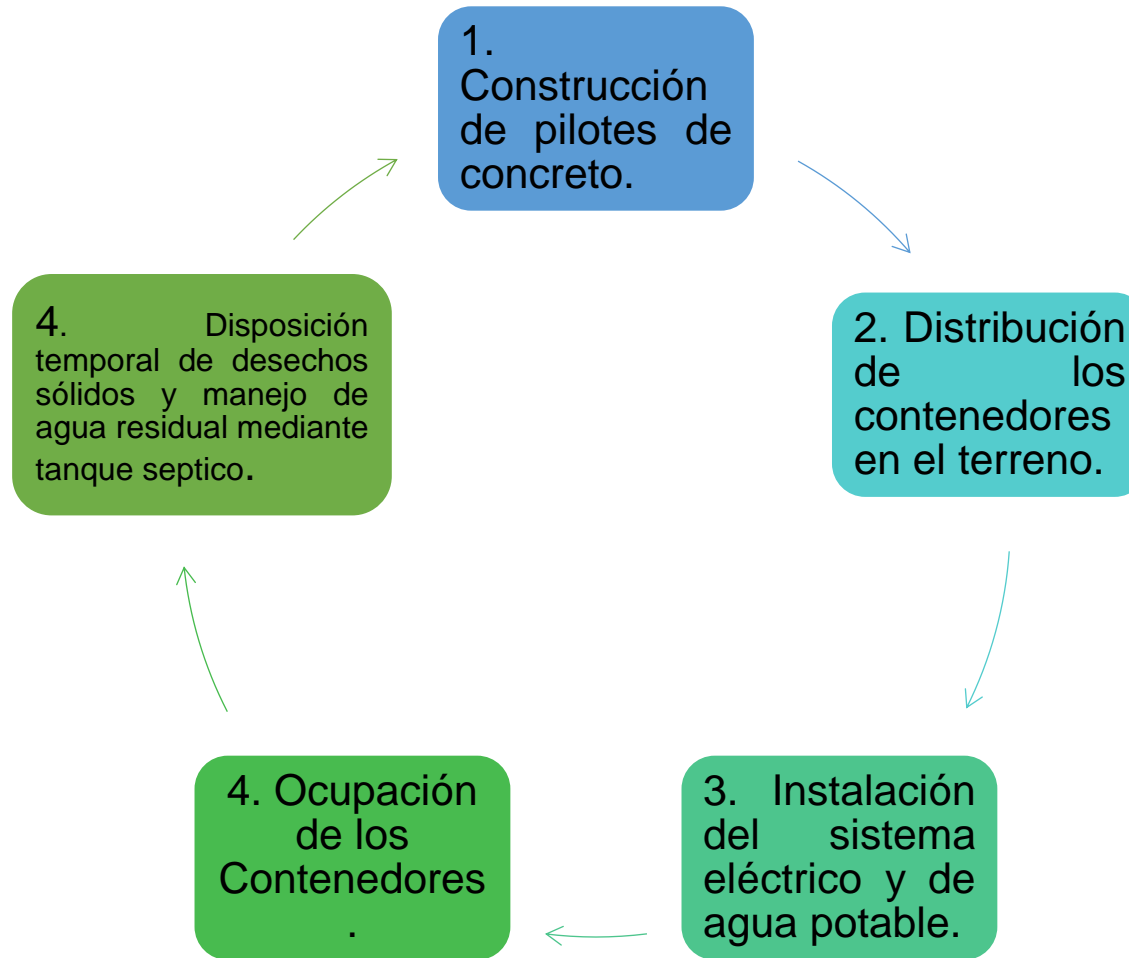 1.
Construcción
de pilotes de
concreto.
2. Distribución
de los
contenedores
en el terreno.
3. Instalación
del sistema
eléctrico y de
agua potable.
4. Ocupación
de los
Contenedores
.
4. Disposición
temporal de desechos
sólidos y manejo de
agua residual mediante
tanque septico.